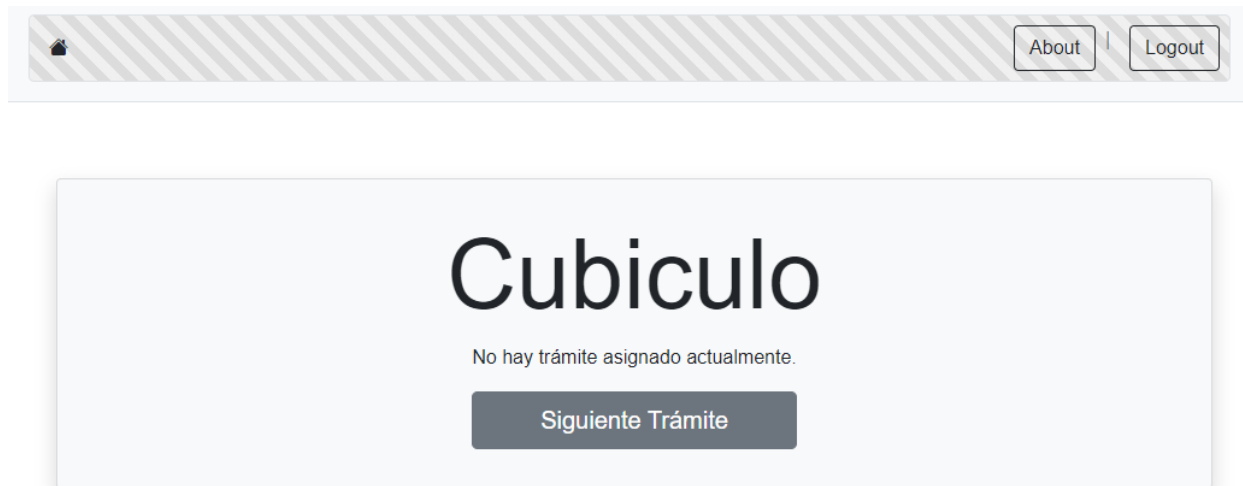 About | Logout
Cubiculo
No hay trámite asignado actualmente.
Siguiente Trámite